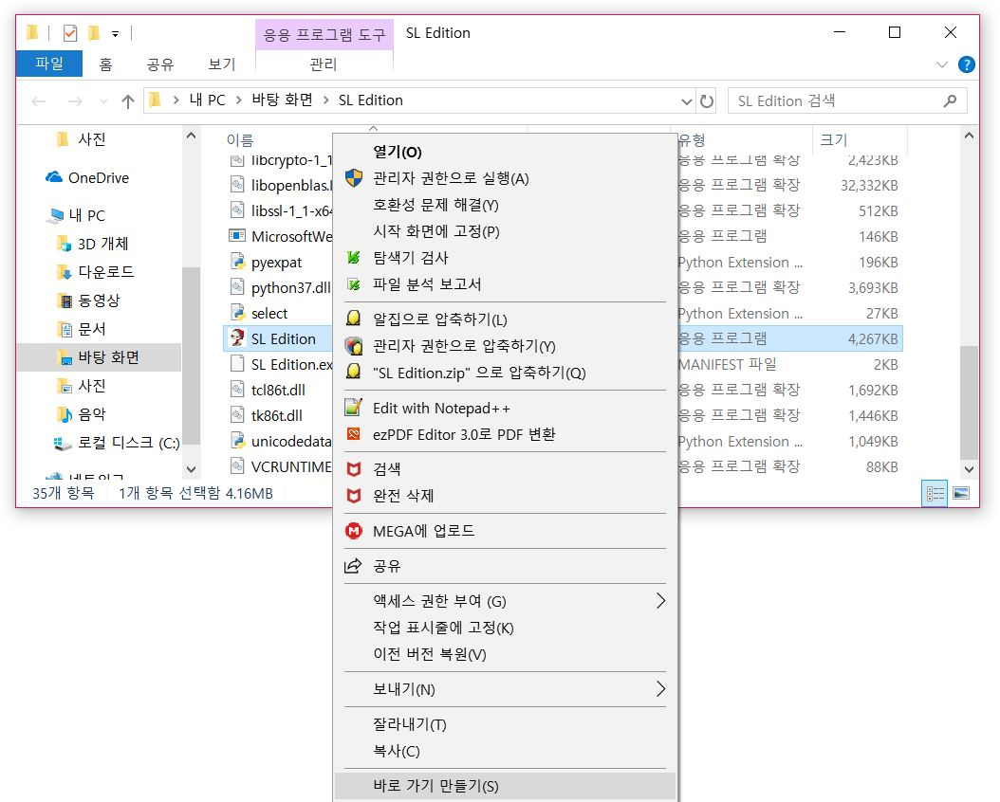 응용 프로그램 도구
SL Edition
파일
홈
공유
보기
관리
내 PC
바탕 화면
SL Edition
SL Edition 검색
사진
OneDrive
내 PC
3D 개체
다운로드
동영상
문서
바탕 화면
사진
음악
로컬 디스크 (C:)
이름
유형
크기
libcrypto-1_1
응용 프로그램 확장
2,423KB
libopenblas.
응용 프로그램 확장
32,332KB
libssl-1_1-x64
응용 프로그램 확장
512KB
MicrosoftWe
응용 프로그램
146KB
pyexpat
Python Extension ...
196KB
python37.dll
응용 프로그램 확장
3,693KB
select
Python Extension ...
27KB
SL Edition
응용 프로그램
4,267KB
SL Edition.ex
MANIFEST 파일
2KB
tcl86t.dll
응용 프로그램 확장
1,692KB
tk86t.dll
응용 프로그램 확장
1,446KB
unicodedata
Python Extension ...
1,049KB
VCRUNTIME
응용 프로그램 확장
88KB
35개 항목
1개 항목 선택함 4.16MB
열기(O)
관리자 권한으로 실행(A)
호환성 문제 해결(Y)
시작 화면에 고정(P)
탐색기 검사
파일 분석 보고서
알집으로 압축하기(L)
관리자 권한으로 압축하기(Y)
"SL Edition.zip" 으로 압축하기(Q)
Edit with Notepad++
ezPDF Editor 3.0로 PDF 변환
검색
완전 삭제
MEGA에 업로드
공유
액세스 권한 부여 (G)
작업 표시줄에 고정(K)
이전 버전 복원(V)
보내기(N)
잘라내기(T)
복사(C)
바로 가기 만들기(S)